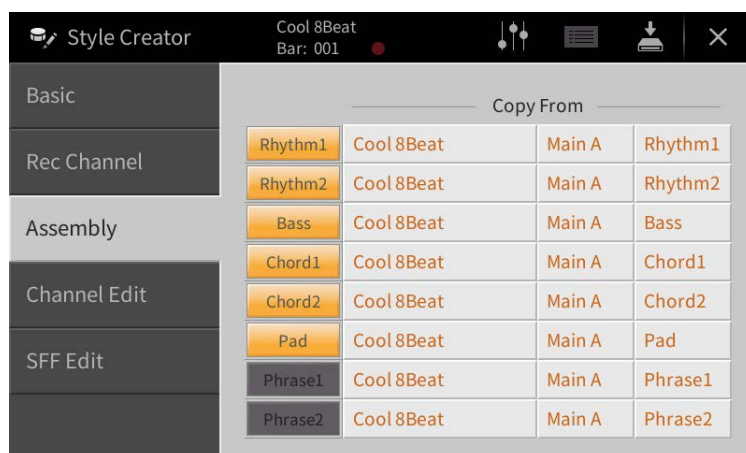 Style Creator
Cool 8Beat
Bar: 001
Basic
Rec Channel
Assembly
Channel Edit
SFF Edit
Copy From
Rhythm1 Cool 8Beat Main A Rhythm1
Rhythm2 Cool 8Beat Main A Rhythm2
Bass Cool 8Beat Main A Bass
Chord1 Cool 8Beat Main A Chord1
Chord2 Cool 8Beat Main A Chord2
Pad Cool 8Beat Main A Pad
Phrase1 Cool 8Beat Main A Phrase1
Phrase2 Cool 8Beat Main A Phrase2